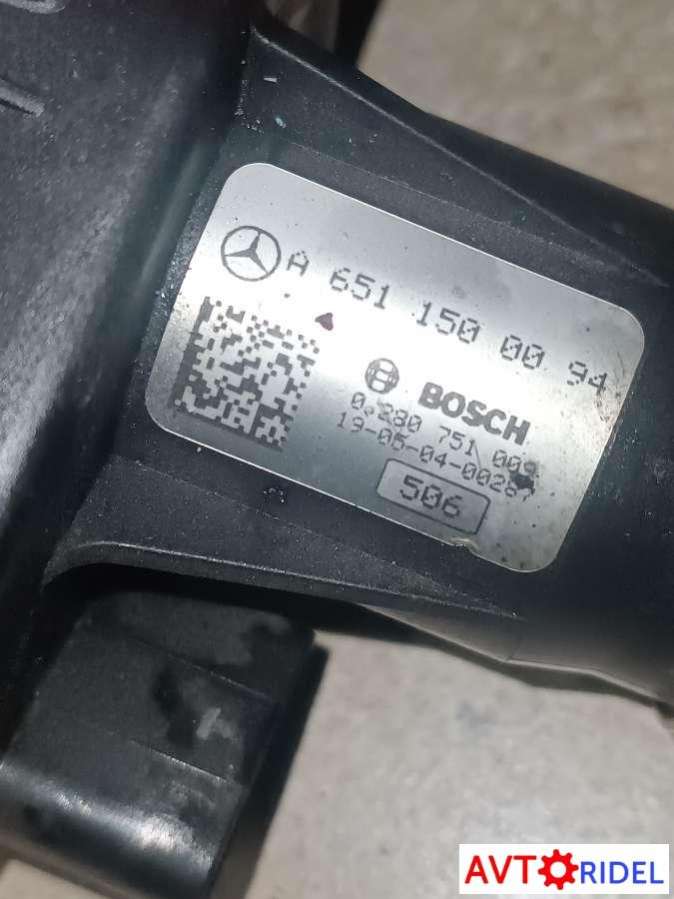 A 651 150 00 94
BOSCH
0 280 751 009
19-05-04-00287
506
AVTORIDEL